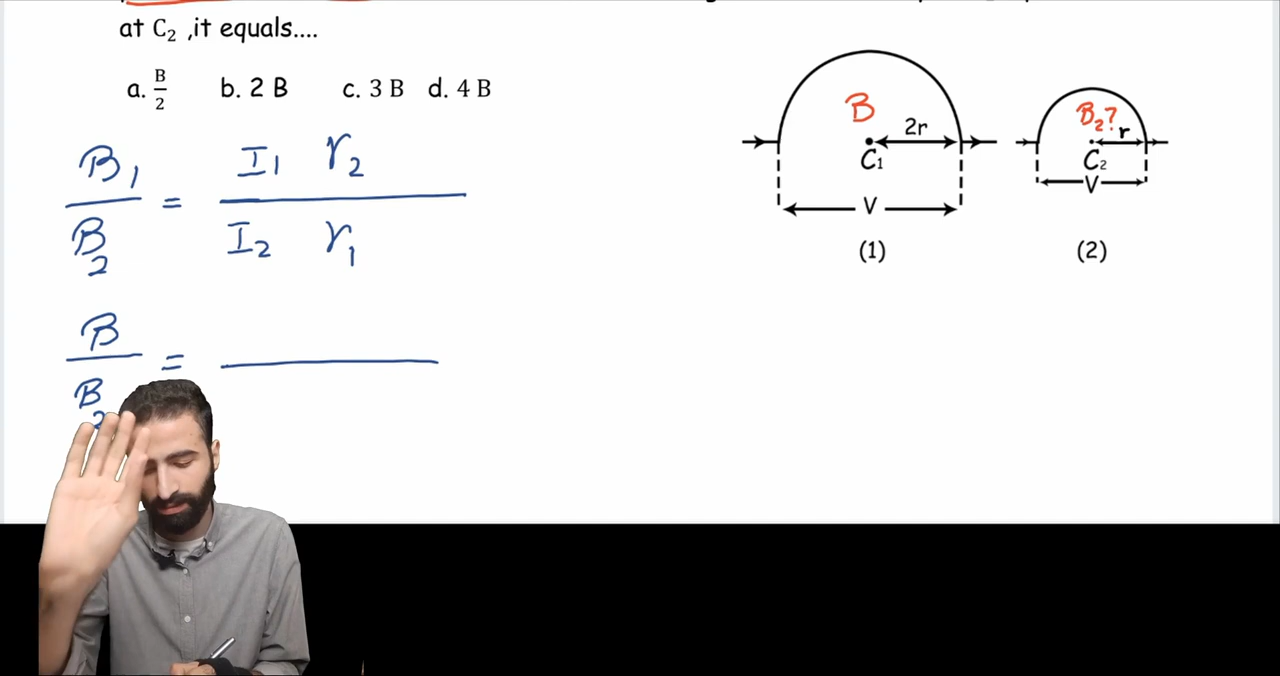 at C₂ ,it equals....
a. B/2 b. 2 B c. 3 B d. 4 B
B₁/B₂ = I₁ r₂ / I₂ r₁
B/B₂ =
B
2r
C₁
V
(1)
B₂?
r
C₂
V
(2)